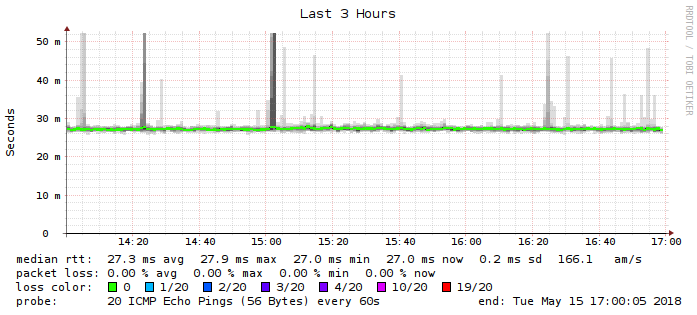 Last 3 Hours
RRDTOOL / TOBI OETIKER
Seconds
50 m
40 m
30 m
20 m
10 m
0
14:20 14:40 15:00 15:20 15:40 16:00 16:20 16:40 17:00
median rtt: 27.3 ms avg 27.9 ms max 27.0 ms min 27.0 ms now 0.2 ms sd 166.1 am/s
packet loss: 0.00 % avg 0.00 % max 0.00 % min 0.00 % now
loss color: 0 1/20 2/20 3/20 4/20 10/20 19/20
probe: 20 ICMP Echo Pings (56 Bytes) every 60s end: Tue May 15 17:00:05 2018